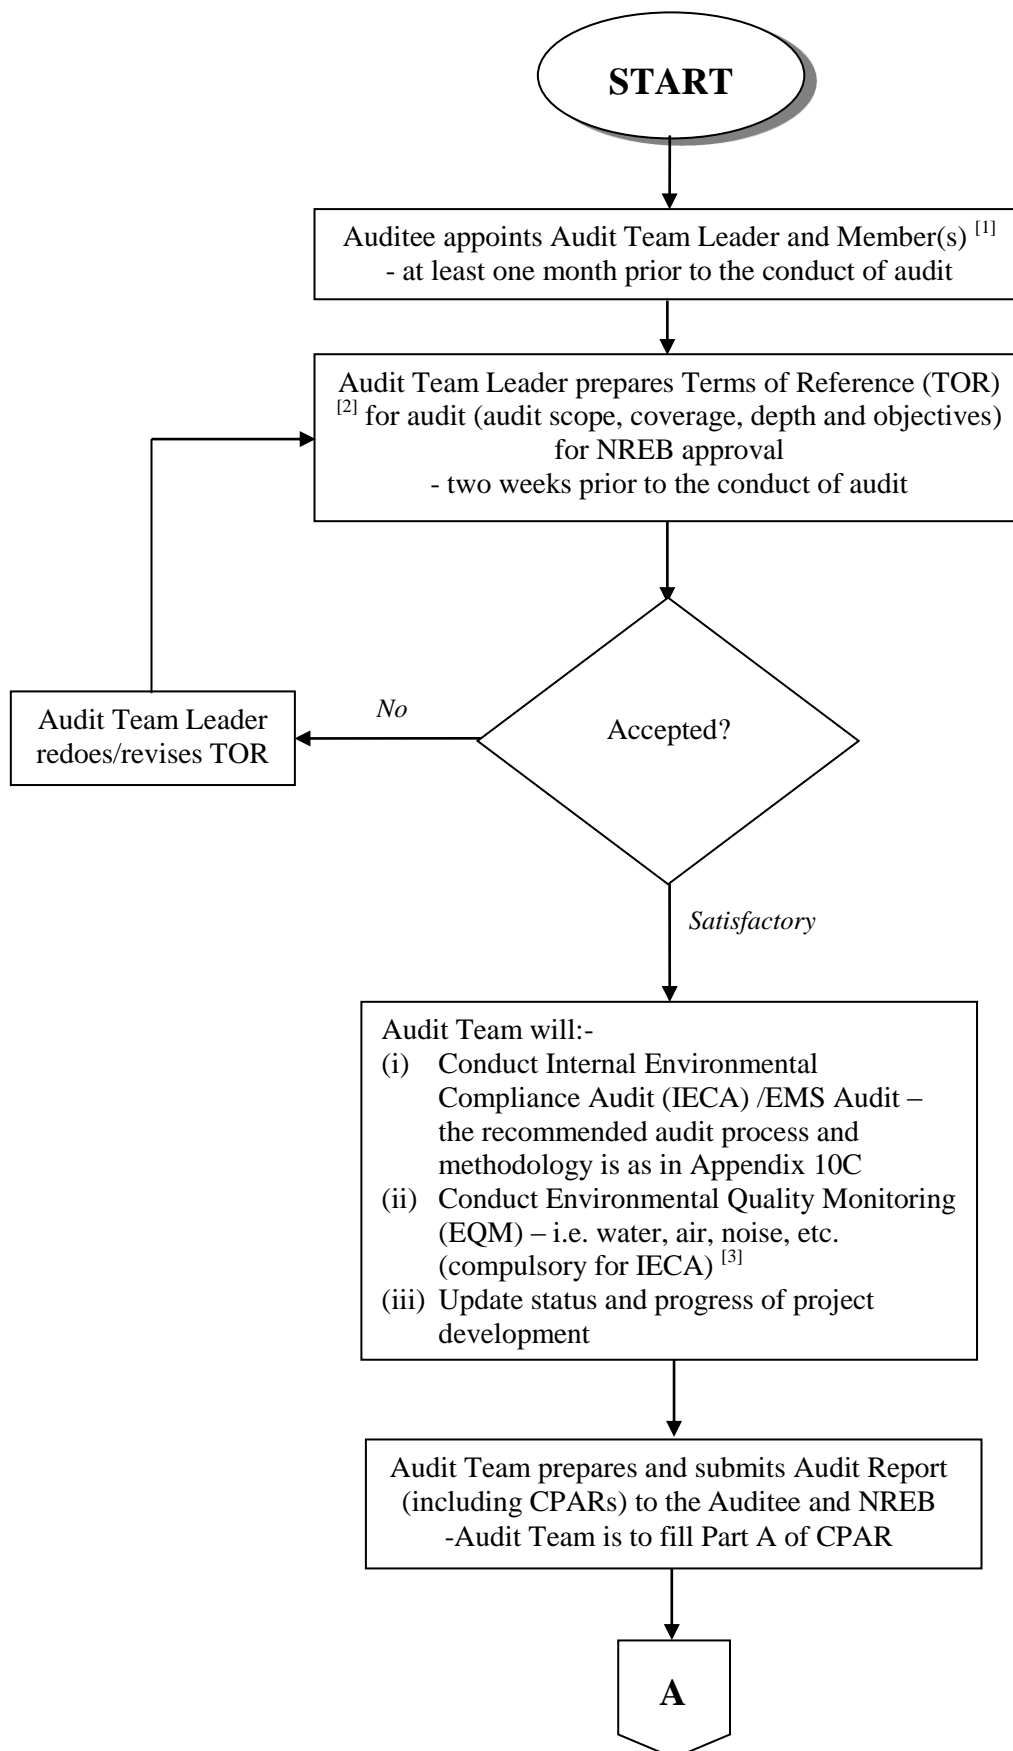 START
Auditee appoints Audit Team Leader and Member(s) [1]
- at least one month prior to the conduct of audit
Audit Team Leader prepares Terms of Reference (TOR)
[2] for audit (audit scope, coverage, depth and objectives)
for NREB approval
- two weeks prior to the conduct of audit
Accepted?
No
Audit Team Leader
redoes/revises TOR
Satisfactory
Audit Team will:-
(i) Conduct Internal Environmental
Compliance Audit (IECA) /EMS Audit –
the recommended audit process and
methodology is as in Appendix 10C
(ii) Conduct Environmental Quality Monitoring
(EQM) – i.e. water, air, noise, etc.
(compulsory for IECA) [3]
(iii) Update status and progress of project
development
Audit Team prepares and submits Audit Report
(including CPARs) to the Auditee and NREB
-Audit Team is to fill Part A of CPAR
A